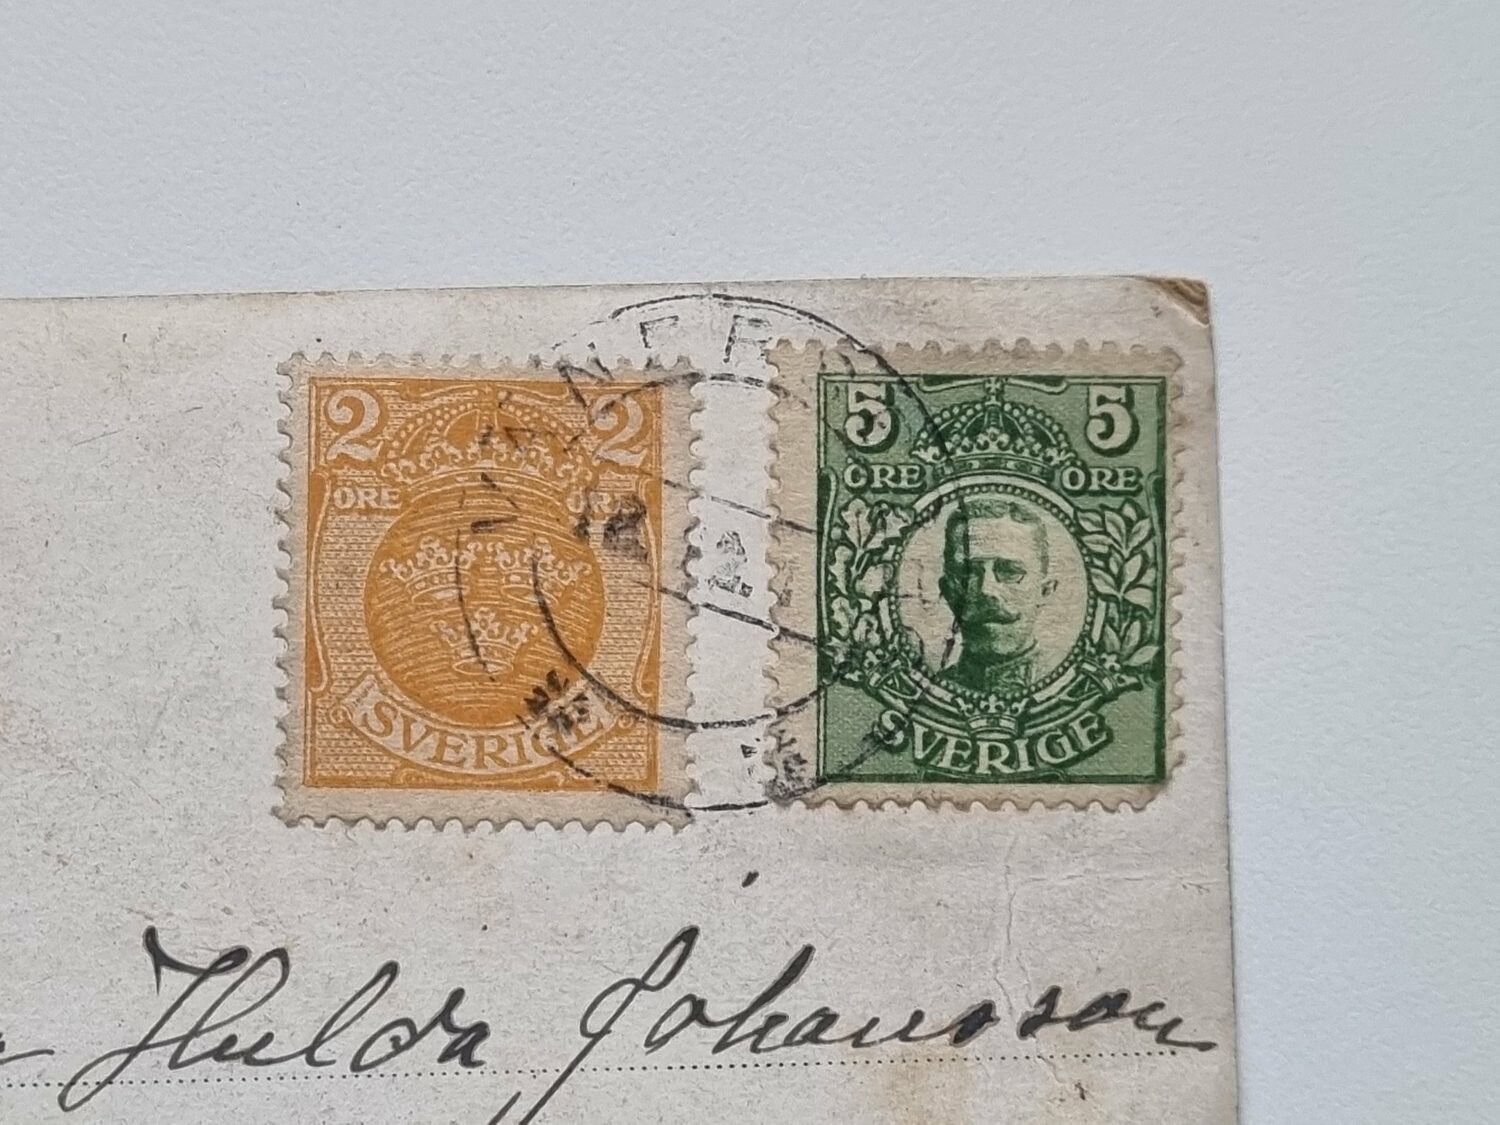 2 2
ÖRE ÖRE
SVERIGE
5 5
ÖRE ÖRE
SVERIGE
Hulda Johansson